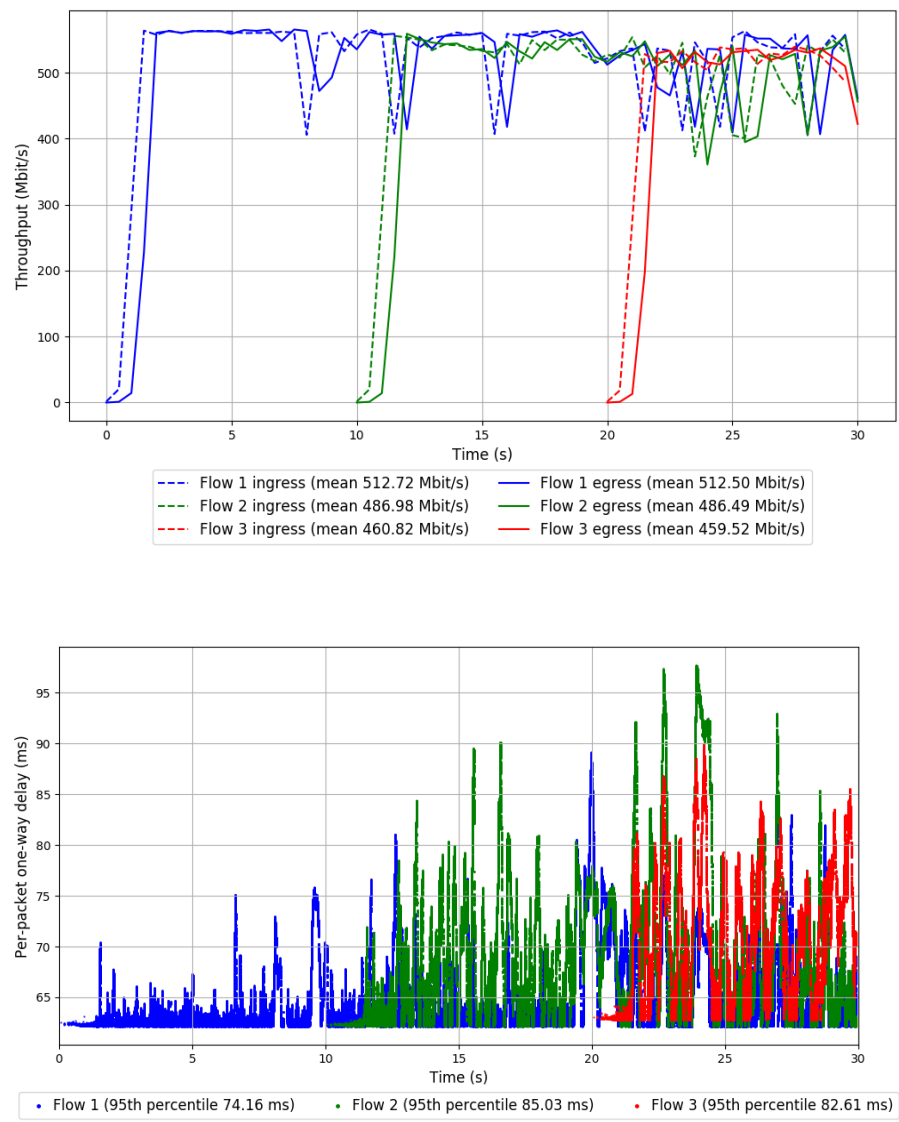 500
400
300
200
100
0
Throughput (Mbit/s)
0 5 10 15 20 25 30
Time (s)
Flow 1 ingress (mean 512.72 Mbit/s) Flow 1 egress (mean 512.50 Mbit/s)
Flow 2 ingress (mean 486.98 Mbit/s) Flow 2 egress (mean 486.49 Mbit/s)
Flow 3 ingress (mean 460.82 Mbit/s) Flow 3 egress (mean 459.52 Mbit/s)
95
90
85
80
75
70
65
Per-packet one-way delay (ms)
0 5 10 15 20 25 30
Time (s)
Flow 1 (95th percentile 74.16 ms) Flow 2 (95th percentile 85.03 ms) Flow 3 (95th percentile 82.61 ms)